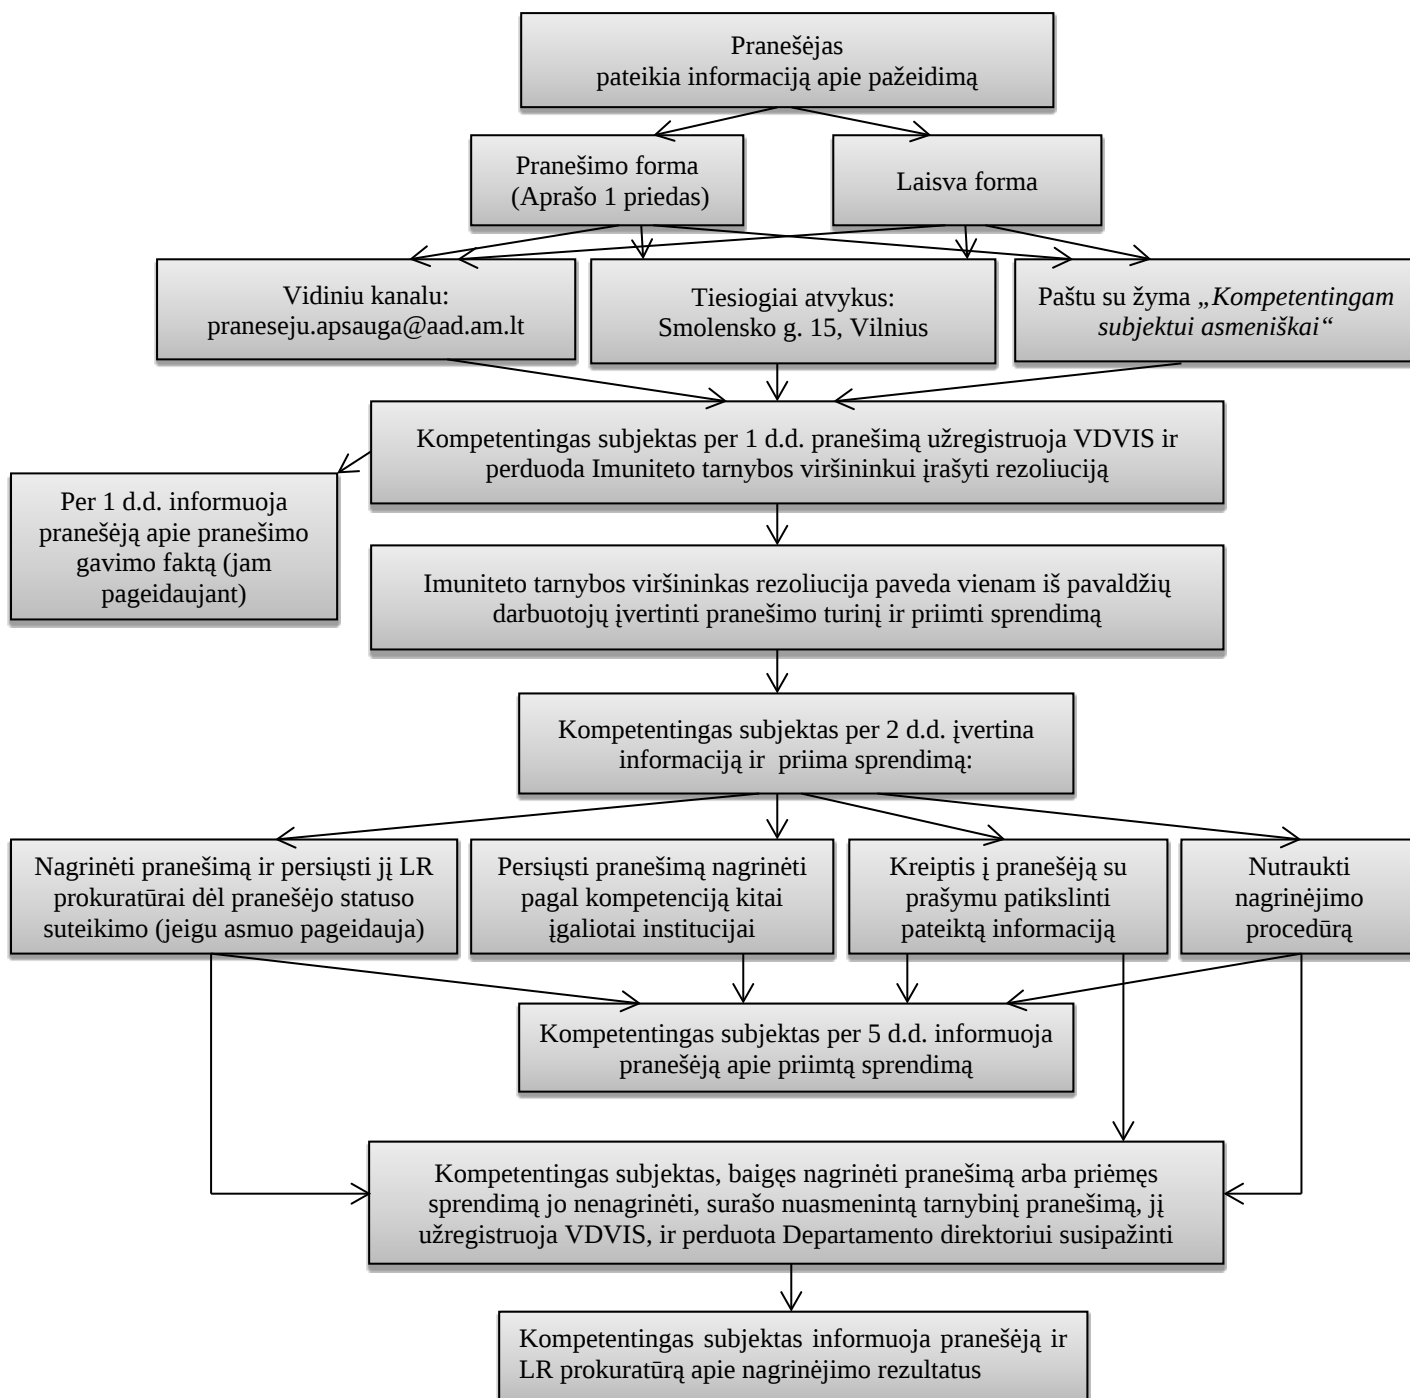 Pranešėjas
pateikia informaciją apie pažeidimą
Pranešimo forma
(Aprašo 1 priedas)
Laisva forma
Vidiniu kanalu:
praneseju.apsauga@aad.am.lt
Tiesiogiai atvykus:
Smolensko g. 15, Vilnius
Paštu su žyma „Kompetentingam
subjektui asmeniškai“
Kompetentingas subjektas per 1 d.d. pranešimą užregistruoja VDVIS ir
perduoda Imuniteto tarnybos viršininkui įrašyti rezoliuciją
Per 1 d.d. informuoja
pranešėją apie pranešimo
gavimo faktą (jam
pageidaujant)
Imuniteto tarnybos viršininkas rezoliucija paveda vienam iš pavaldžių
darbuotojų įvertinti pranešimo turinį ir priimti sprendimą
Kompetentingas subjektas per 2 d.d. įvertina
informaciją ir  priima sprendimą:
Nagrinėti pranešimą ir persiųsti jį LR
prokuratūrai dėl pranešėjo statuso
suteikimo (jeigu asmuo pageidauja)
Persiųsti pranešimą nagrinėti
pagal kompetenciją kitai
įgaliotai institucijai
Kreiptis į pranešėją su
prašymu patikslinti
pateiktą informaciją
Nutraukti
nagrinėjimo
procedūrą
Kompetentingas subjektas per 5 d.d. informuoja
pranešėją apie priimtą sprendimą
Kompetentingas subjektas, baigęs nagrinėti pranešimą arba priėmęs
sprendimą jo nenagrinėti, surašo nuasmenintą tarnybinį pranešimą, jį
užregistruoja VDVIS, ir perduota Departamento direktoriui susipažinti
Kompetentingas subjektas informuoja pranešėją ir
LR prokuratūrą apie nagrinėjimo rezultatus